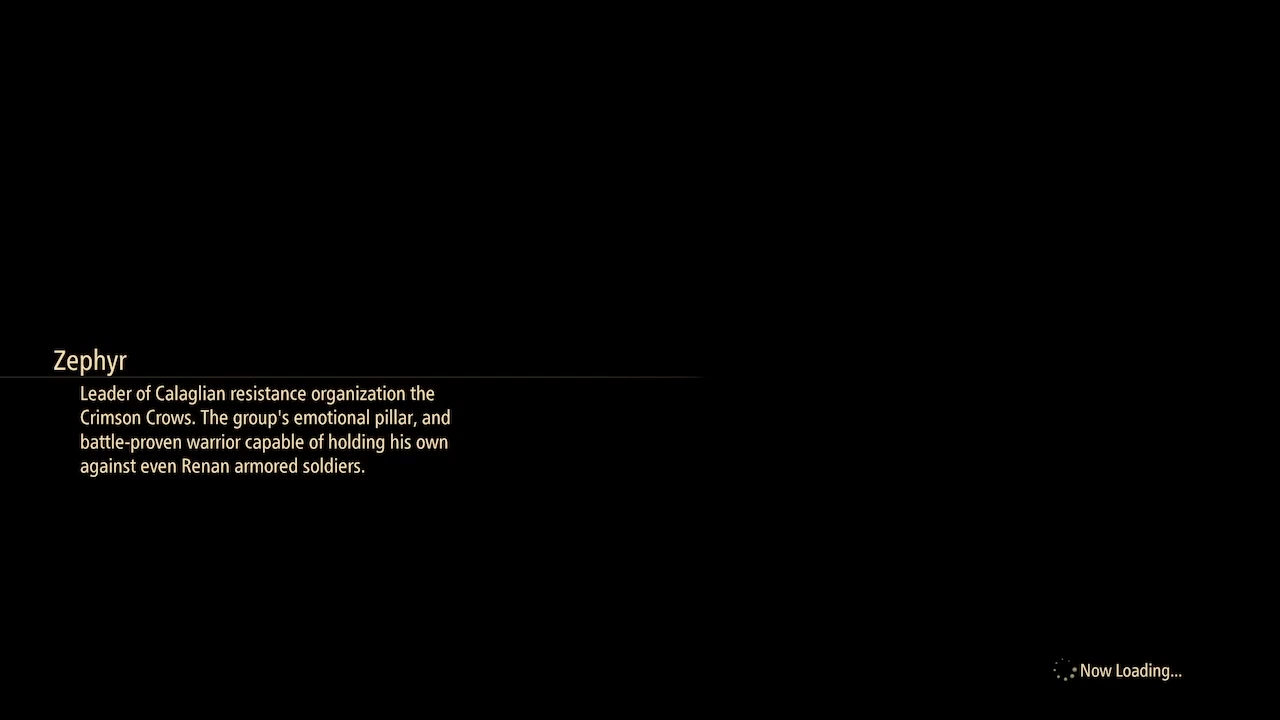 Zephyr
Leader of Calaglian resistance organization the
Crimson Crows. The group's emotional pillar, and
battle-proven warrior capable of holding his own
against even Renan armored soldiers.
Now Loading...